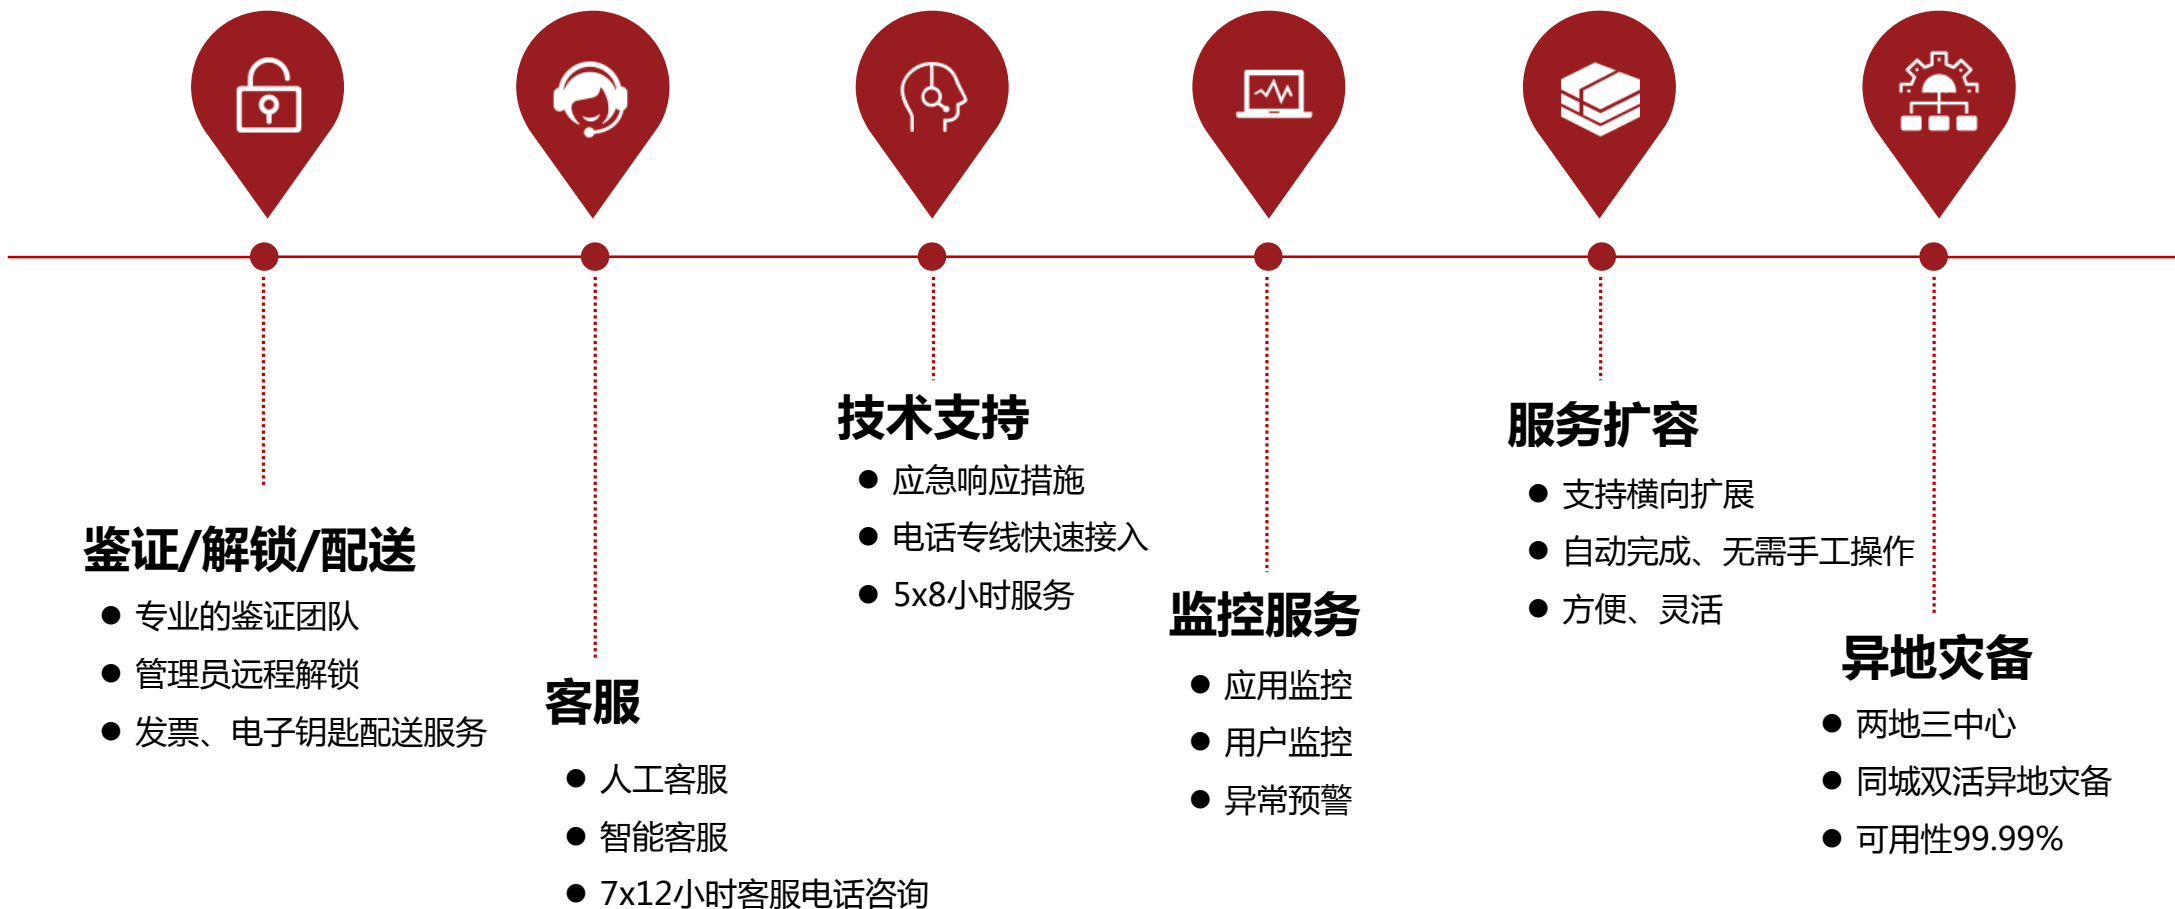 鉴证/解锁/配送
专业的鉴证团队
管理员远程解锁
发票、电子钥匙配送服务
客服
人工客服
智能客服
7x12小时客服电话咨询
技术支持
应急响应措施
电话专线快速接入
5x8小时服务
监控服务
应用监控
用户监控
异常预警
服务扩容
支持横向扩展
自动完成、无需手工操作
方便、灵活
异地灾备
两地三中心
同城双活异地灾备
可用性99.99%